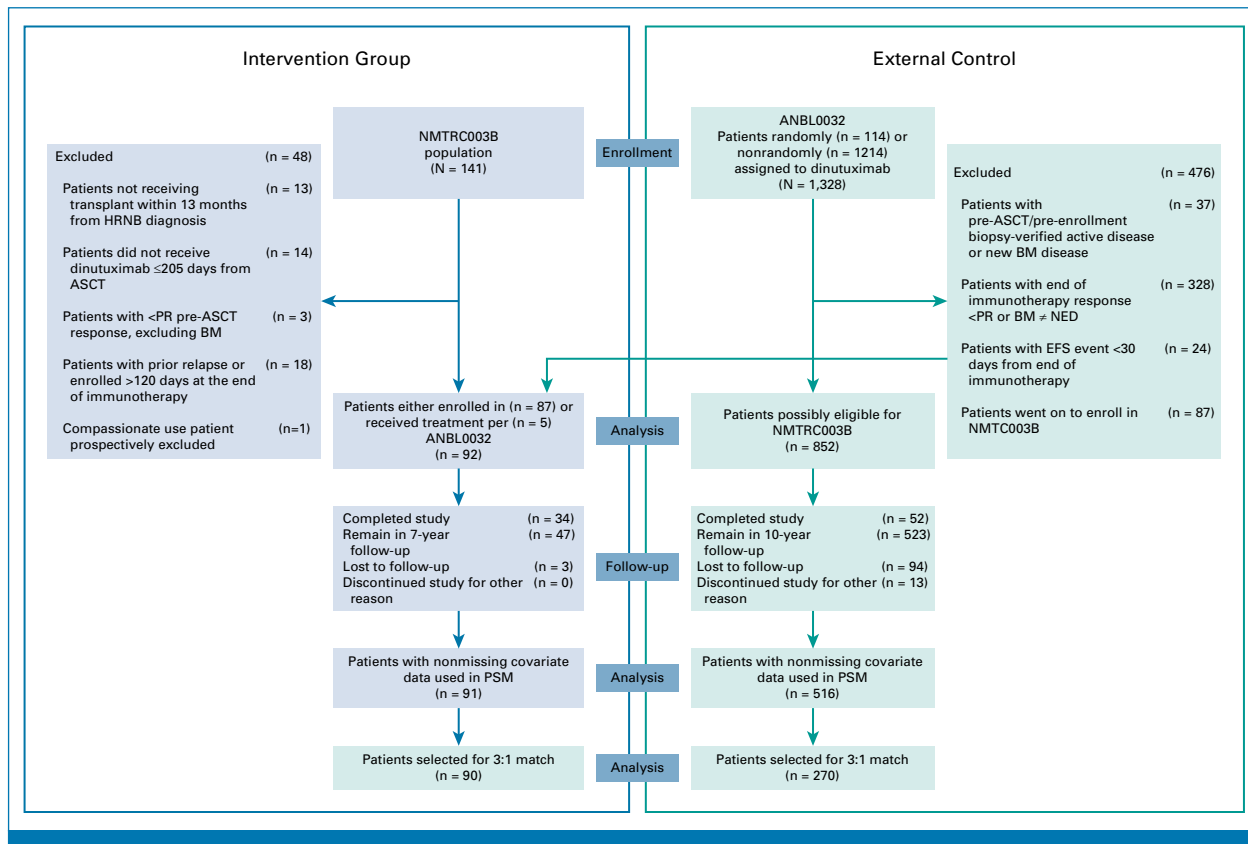 Intervention Group
External Control
NMTRC003B
population
(N = 141)
Enrollment
ANBL0032
Patients randomly (n = 114) or
nonrandomly (n = 1214)
assigned to dinutuximab
(N = 1,328)
Excluded (n = 48)
Patients not receiving (n = 13)
transplant within 13 months
from HRNB diagnosis
Patients did not receive (n = 14)
dinutuximab ≤205 days from
ASCT
Patients with <PR pre-ASCT (n = 3)
response, excluding BM
Patients with prior relapse or (n = 18)
enrolled >120 days at the end
of immunotherapy
Compassionate use patient (n=1)
prospectively excluded
Excluded (n = 476)
Patients with (n = 37)
pre-ASCT/pre-enrollment
biopsy-verified active disease
or new BM disease
Patients with end of (n = 328)
immunotherapy response
<PR or BM ≠ NED
Patients with EFS event <30 (n = 24)
days from end of
immunotherapy
Patients went on to enroll in (n = 87)
NMTC003B
Patients either enrolled in (n = 87) or
received treatment per (n = 5)
ANBL0032
(n = 92)
Analysis
Patients possibly eligible for
NMTRC003B
(n = 852)
Completed study (n = 34)
Remain in 7-year (n = 47)
follow-up
Lost to follow-up (n = 3)
Discontinued study for other (n = 0)
reason
Follow-up
Completed study (n = 52)
Remain in 10-year (n = 523)
follow-up
Lost to follow-up (n = 94)
Discontinued study for other (n = 13)
reason
Patients with nonmissing covariate
data used in PSM
(n = 91)
Analysis
Patients with nonmissing covariate
data used in PSM
(n = 516)
Patients selected for 3:1 match
(n = 90)
Analysis
Patients selected for 3:1 match
(n = 270)